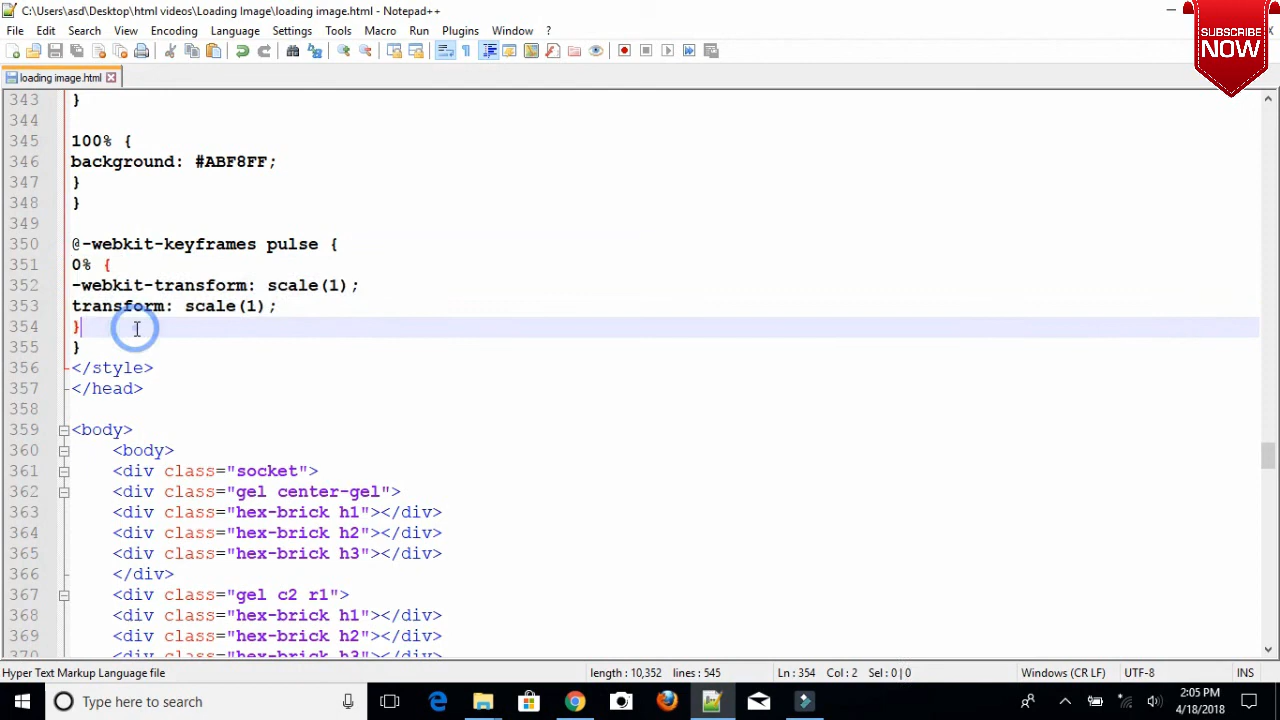 C:\Users\asd\Desktop\html videos\Loading Image\loading image.html - Notepad++
File Edit Search View Encoding Language Settings Tools Macro Run Plugins Window ?
SUBSCRIBE
NOW
loading image.html
343 }
344
345 100% {
346 background: #ABF8FF;
347 }
348 }
349
350 @-webkit-keyframes pulse {
351 0% {
352 -webkit-transform: scale(1);
353 transform: scale(1);
354 }
355 }
356 </style>
357 </head>
358
359 <body>
360 <body>
361 <div class="socket">
362 <div class="gel center-gel">
363 <div class="hex-brick h1"></div>
364 <div class="hex-brick h2"></div>
365 <div class="hex-brick h3"></div>
366 </div>
367 <div class="gel c2 r1">
368 <div class="hex-brick h1"></div>
369 <div class="hex-brick h2"></div>
370 <div class="hex-brick h3"></div>
Hyper Text Markup Language file length : 10,352 lines : 545 Ln : 354 Col : 2 Sel : 0 | 0 Windows (CR LF) UTF-8 INS
Type here to search
2:05 PM
4/18/2018